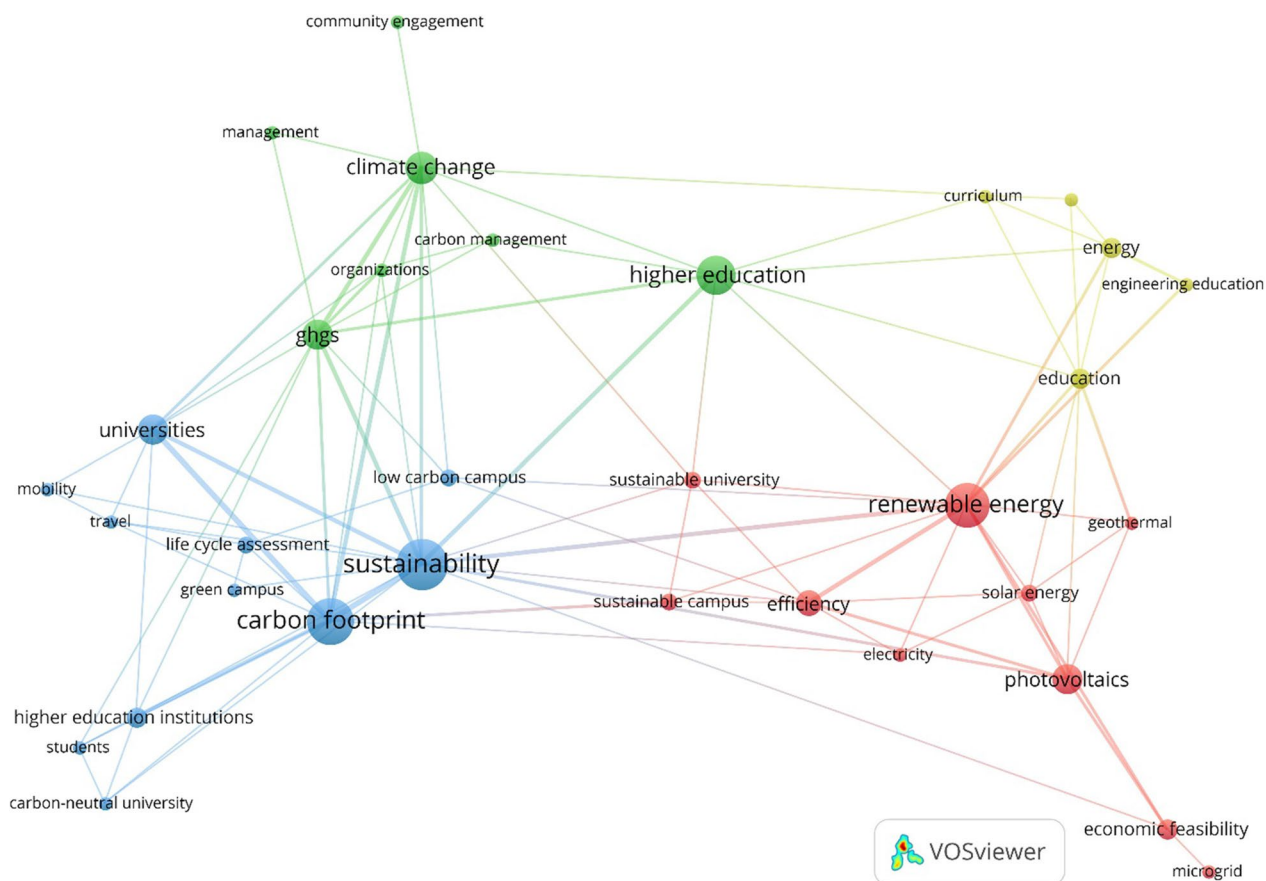 community engagement
management
climate change
curriculum
carbon management
energy
organizations
higher education
engineering education
ghgs
education
universities
low carbon campus
sustainable university
mobility
renewable energy
travel
geothermal
life cycle assessment
sustainability
green campus
sustainable campus
efficiency
solar energy
carbon footprint
electricity
photovoltaics
higher education institutions
students
carbon-neutral university
economic feasibility
VOSviewer
microgrid